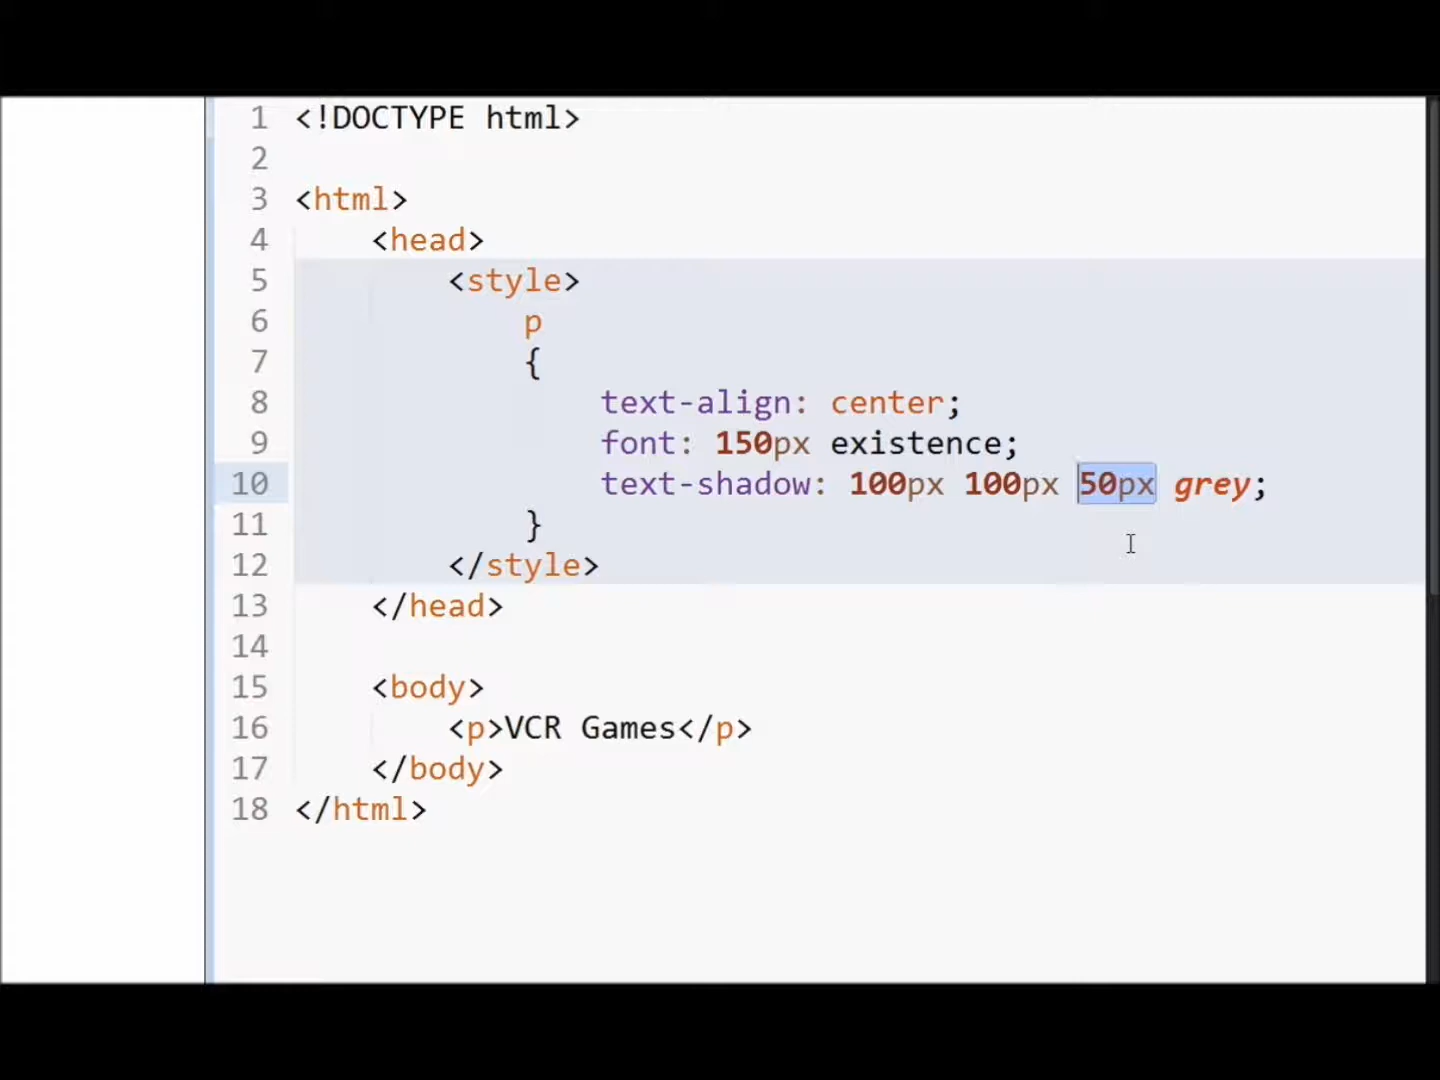 1 <!DOCTYPE html>
2
3 <html>
4 <head>
5 <style>
6 p
7 {
8 text-align: center;
9 font: 150px existence;
10 text-shadow: 100px 100px 50px grey;
11 }
12 </style>
13 </head>
14
15 <body>
16 <p>VCR Games</p>
17 </body>
18 </html>